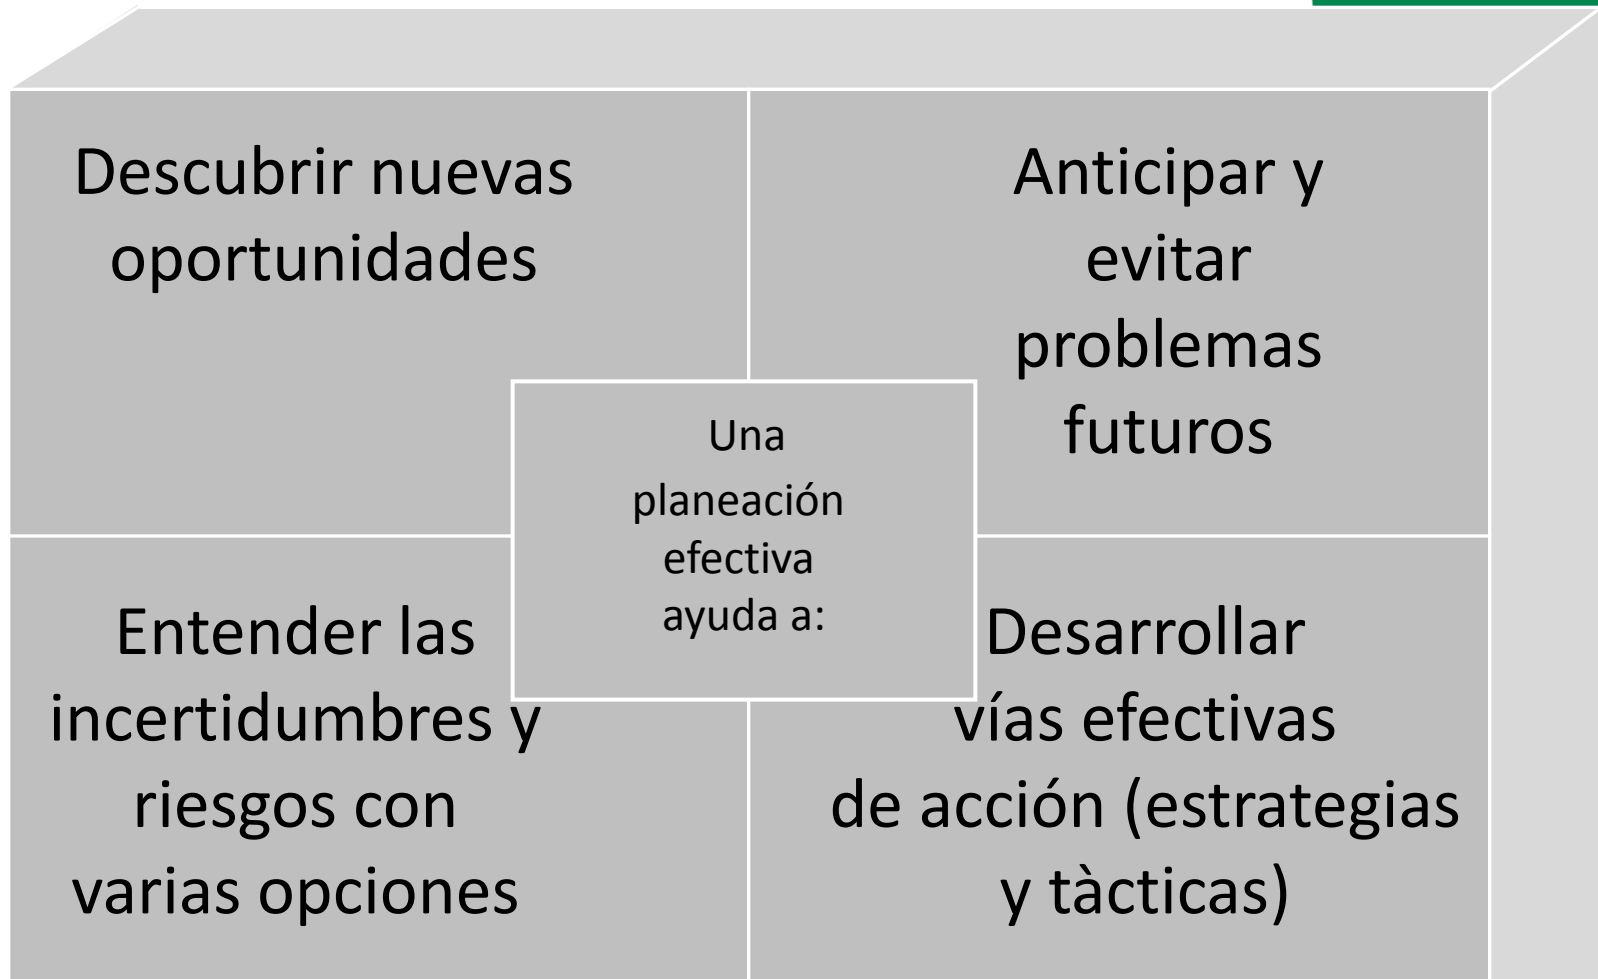 Descubrir nuevas
oportunidades
Anticipar y
evitar
problemas
futuros
Una
planeación
efectiva
ayuda a:
Entender las
incertidumbres y
riesgos con
varias opciones
Desarrollar
vías efectivas
de acción (estrategias
y tàcticas)